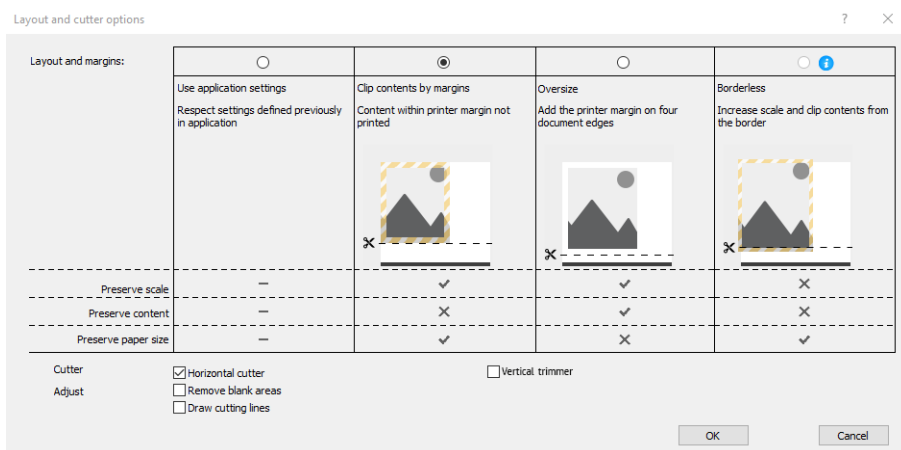 Layout and cutter options
?
Layout and margins:
i
Use application settings
Clip contents by margins
Oversize
Borderless
Respect settings defined previously
in application
Content within printer margin not
printed
Add the printer margin on four
document edges
Increase scale and clip contents from
the border
Preserve scale
Preserve content
Preserve paper size
Cutter
Horizontal cutter
Vertical trimmer
Adjust
Remove blank areas
Draw cutting lines
OK
Cancel